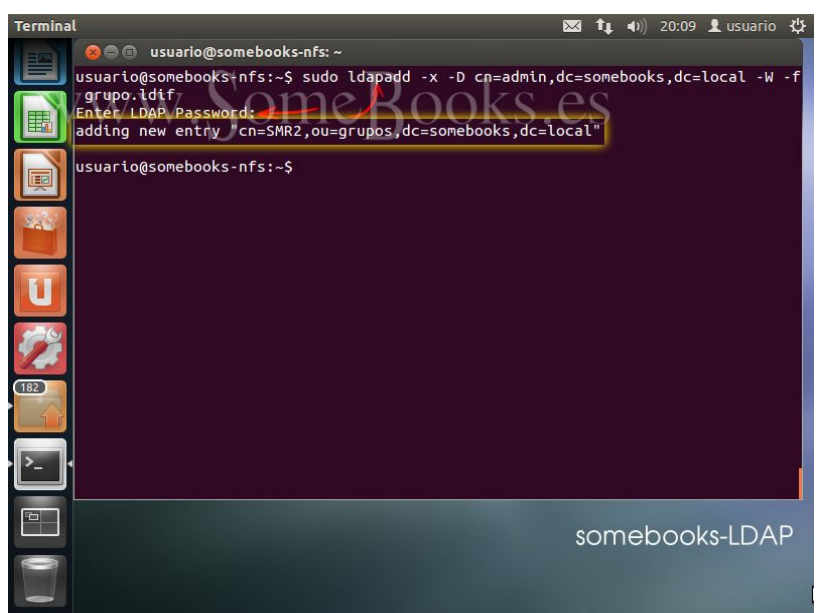 Terminal
20:09 usuario
usuario@somebooks-nfs: ~
usuario@somebooks-nfs:~$ sudo ldapadd -x -D cn=admin,dc=somebooks,dc=local -W -f
grupo.ldif
Enter LDAP Password:
adding new entry "cn=SMR2,ou=grupos,dc=somebooks,dc=local"
usuario@somebooks-nfs:~$
www.SomeBooks.es
182
somebooks-LDAP